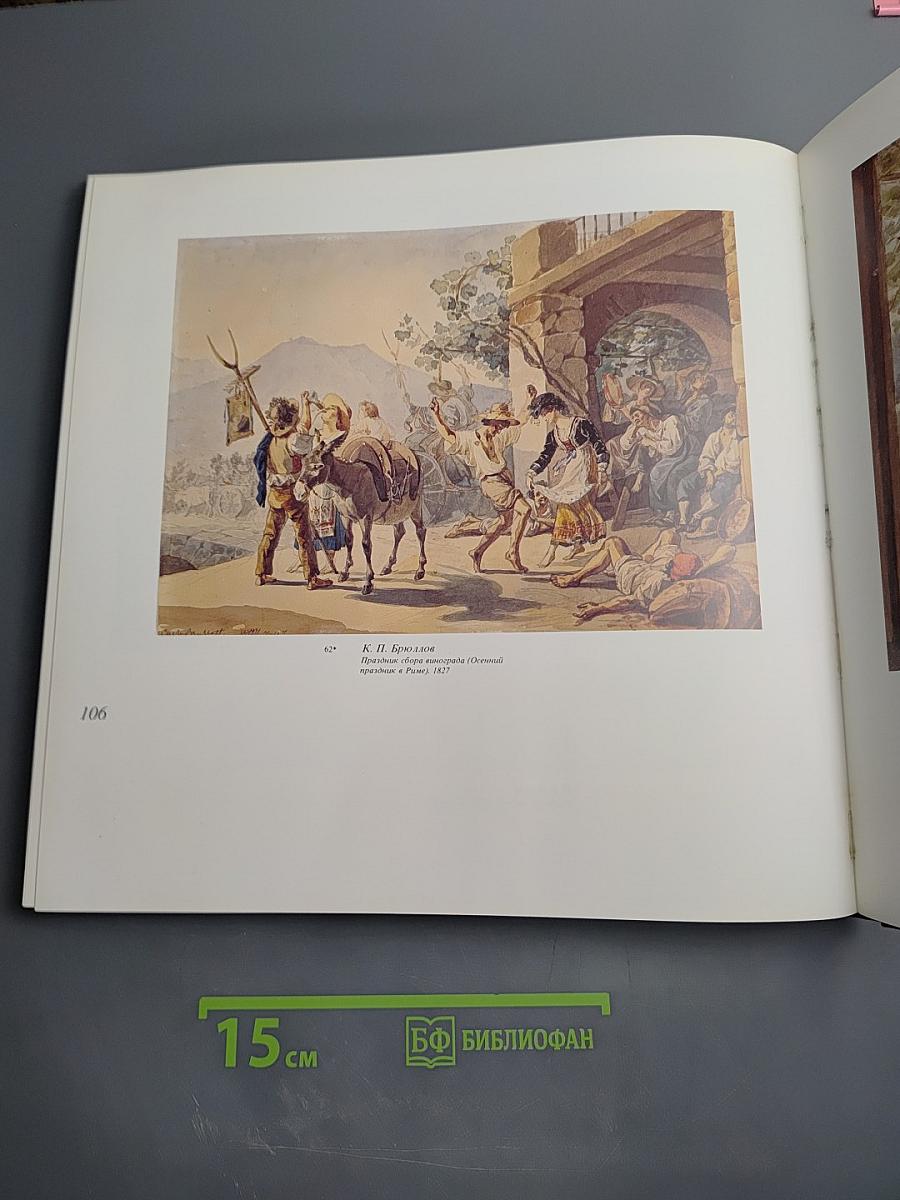 62*
К. П. Брюллов
Праздник сбора винограда (Осенний
праздник в Риме). 1827
106
15 см
БФ БИБЛИОФАН